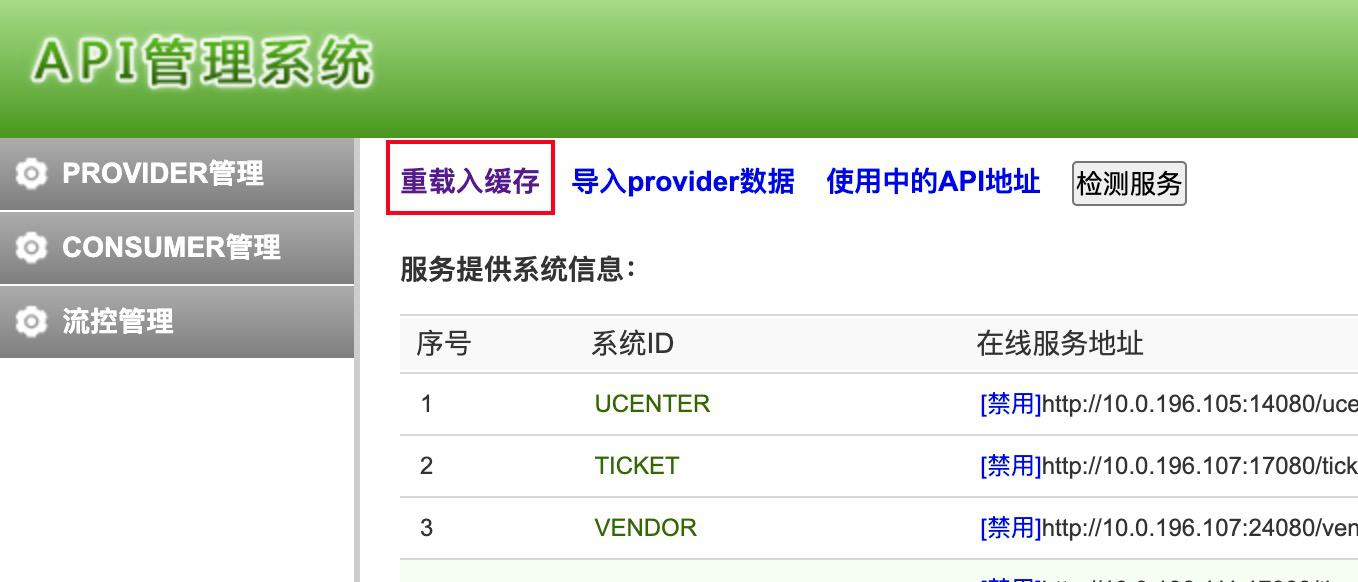 API管理系统
PROVIDER管理
CONSUMER管理
流控管理
重载入缓存 导入provider数据 使用中的API地址 检测服务
服务提供系统信息：
序号 系统ID 在线服务地址
1 UCENTER [禁用]http://10.0.196.105:14080/uce
2 TICKET [禁用]http://10.0.196.107:17080/tick
3 VENDOR [禁用]http://10.0.196.107:24080/ven